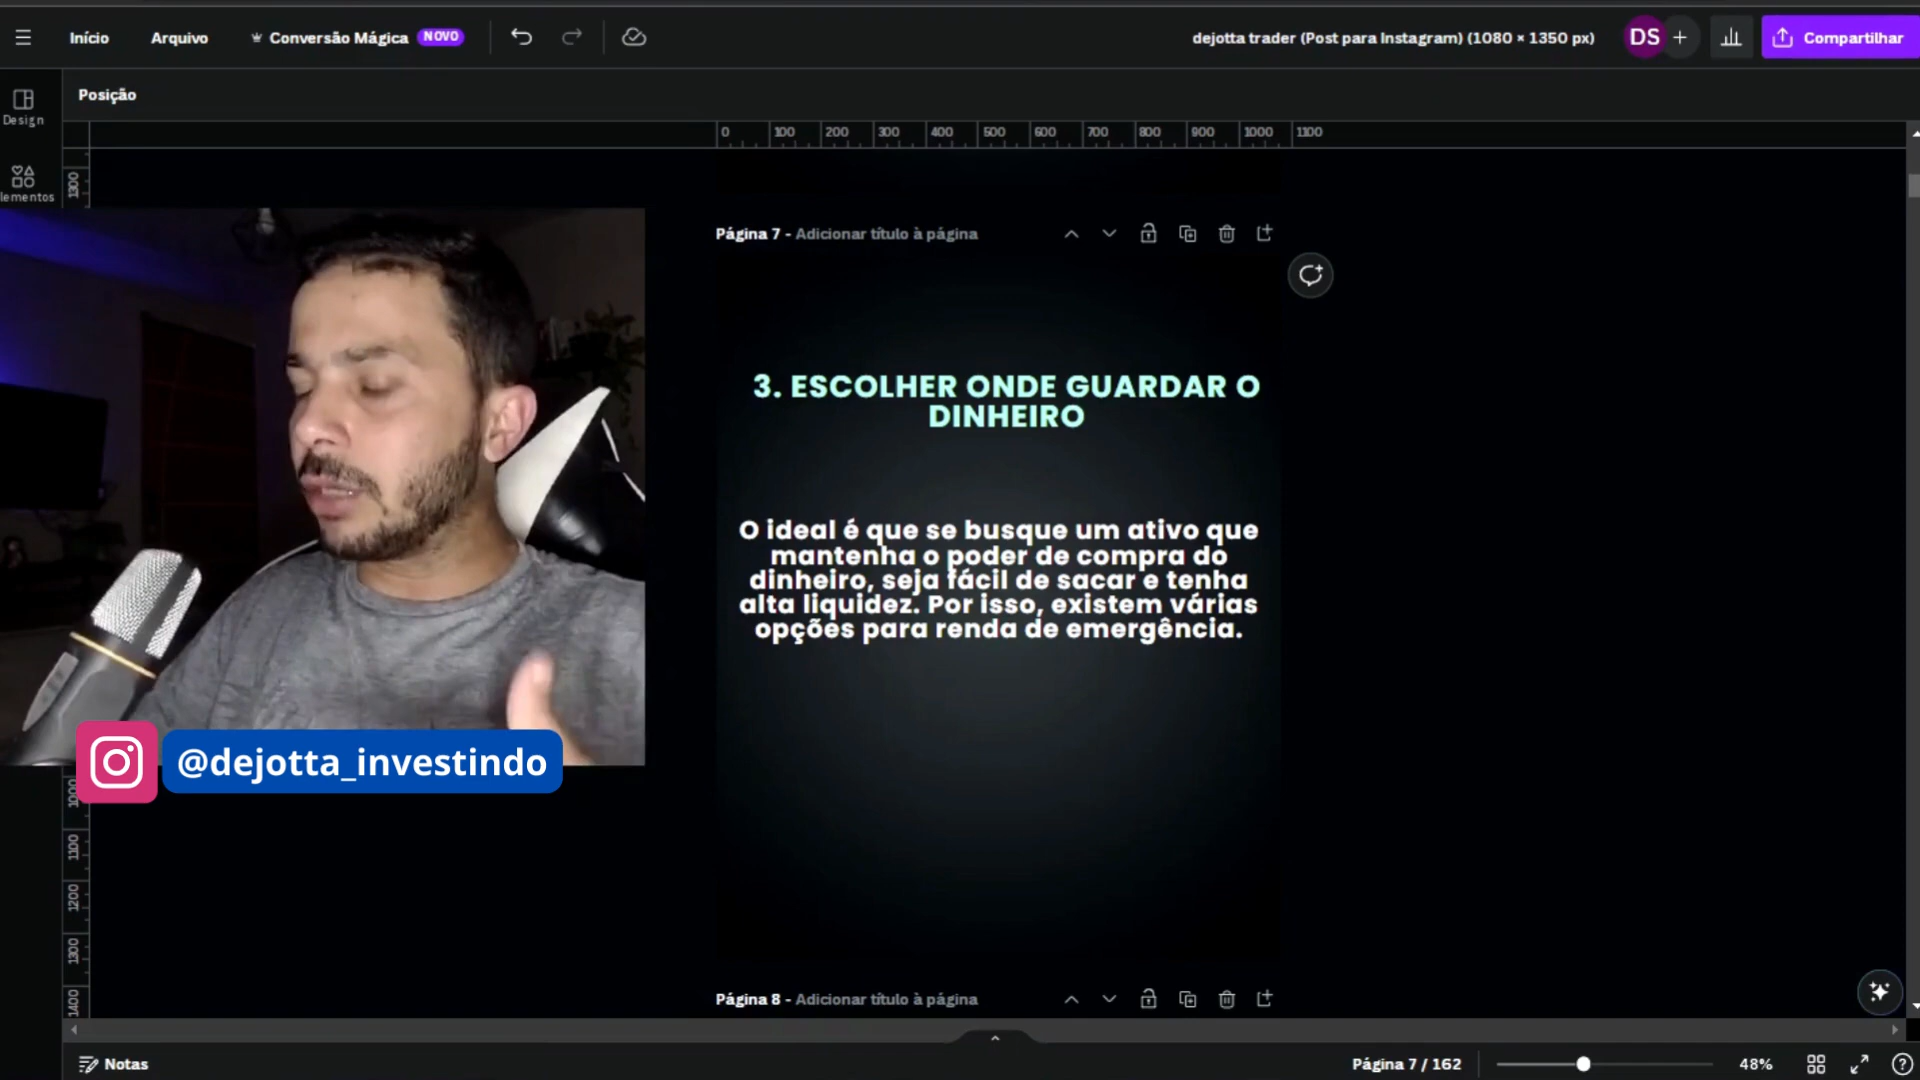 Início
Arquivo
Conversão Mágica NOVO
dejotta trader (Post para Instagram) (1080 × 1350 px)
DS
Compartilhar
Design
Posição
0 100 200 300 400 500 600 700 800 900 1000 1100
lementos
1300
Página 7 - Adicionar título à página
3. ESCOLHER ONDE GUARDAR O
DINHEIRO
O ideal é que se busque um ativo que
mantenha o poder de compra do
dinheiro, seja fácil de sacar e tenha
alta liquidez. Por isso, existem várias
opções para renda de emergência.
@dejotta_investindo
1000
1100
1200
1300
1400
Página 8 - Adicionar título à página
Notas
Página 7 / 162
48%